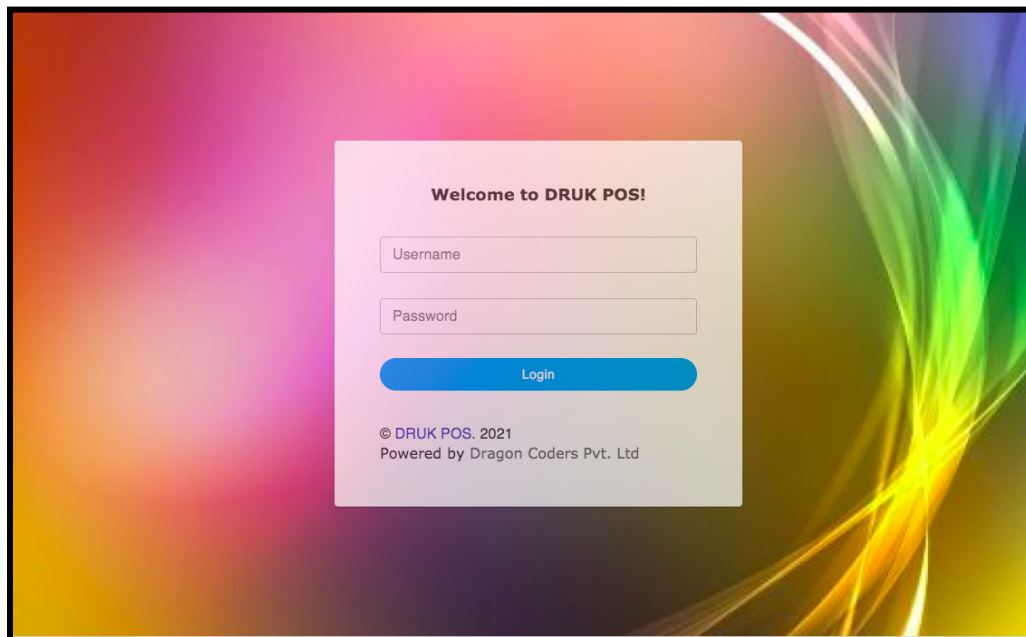 Welcome to DRUK POS!
Username
Password
Login
© DRUK POS. 2021
Powered by Dragon Coders Pvt. Ltd